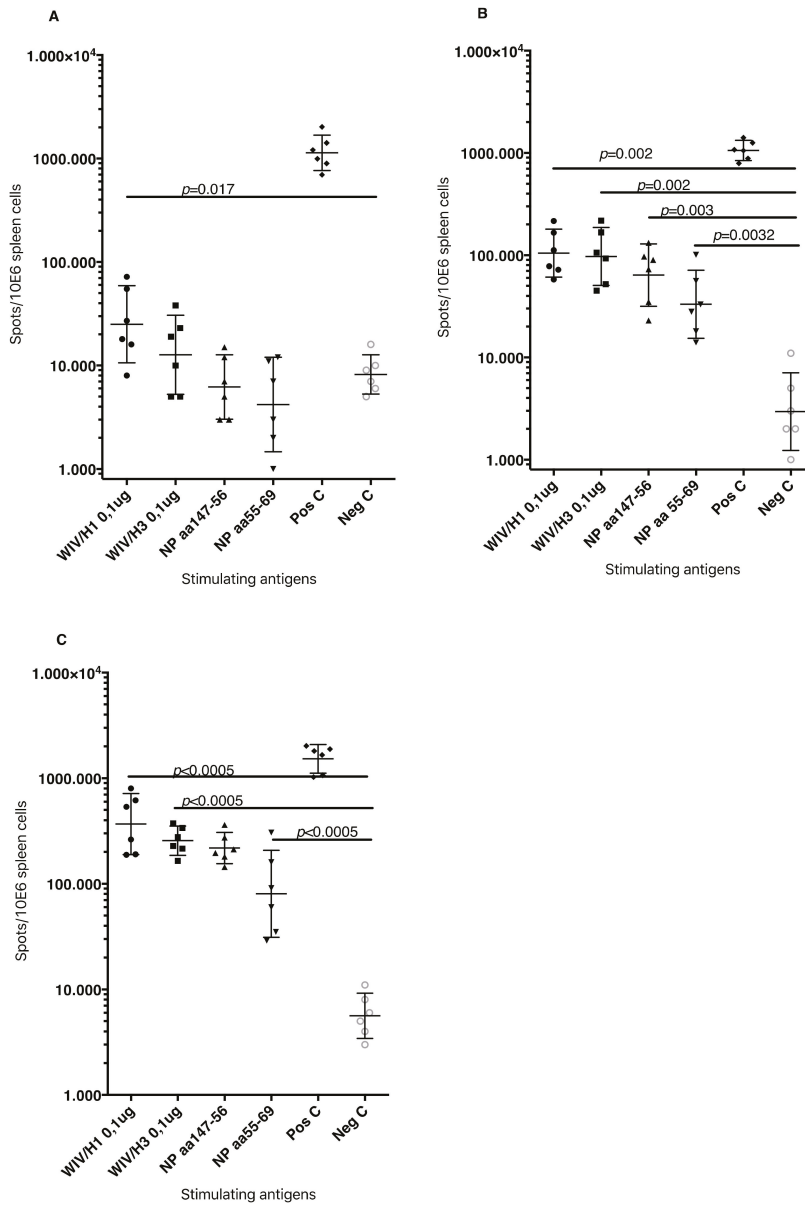 A
1.000×10⁴
1000.000
100.000
10.000
1.000
Spots/10E6 spleen cells
p=0.017
WIV/H1 0,1ug
WIV/H3 0,1ug
NP aa147-56
NP aa55-69
Pos C
Neg C
Stimulating antigens
B
1.000×10⁴
1000.000
100.000
10.000
1.000
Spots/10E6 spleen cells
p=0.002
p=0.002
p=0.003
p=0.0032
WIV/H1 0,1ug
WIV/H3 0,1ug
NP aa147-56
NP aa 55-69
Pos C
Neg C
Stimulating antigens
C
1.000×10⁴
1000.000
100.000
10.000
1.000
Spots/10E6 spleen cells
p<0.0005
p<0.0005
p<0.0005
WIV/H1 0,1ug
WIV/H3 0,1ug
NP aa147-56
NP aa55-69
Pos C
Neg C
Stimulating antigens